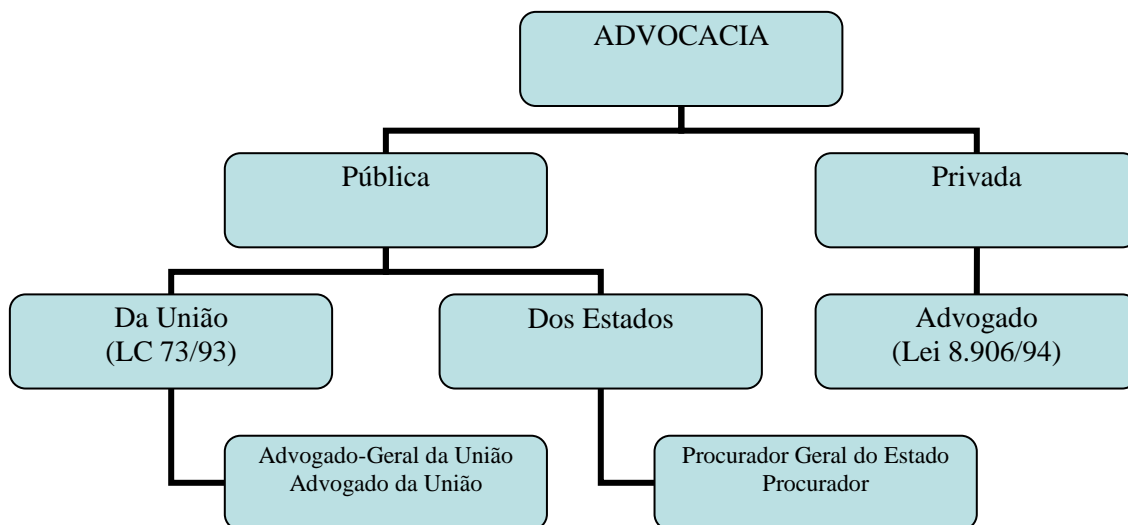 ADVOCACIA
Pública
Privada
Da União
(LC 73/93)
Dos Estados
Advogado
(Lei 8.906/94)
Advogado-Geral da União
Advogado da União
Procurador Geral do Estado
Procurador